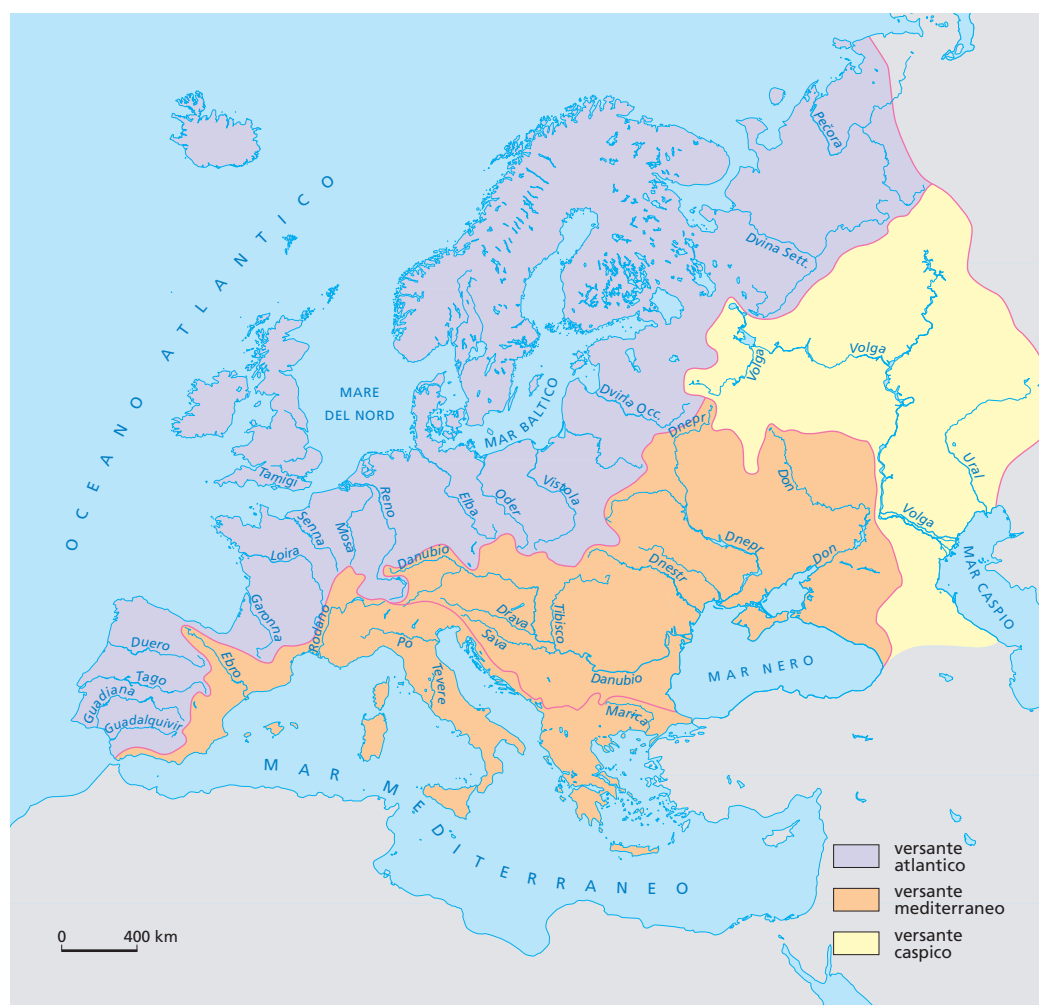 OCEANO ATLANTICO
Pečora
Dvina Sett.
MARE
DEL NORD
MAR BALTICO
Dvina Occ.
Volga
Volga
Dnepr
Ural
Don
Tamigi
Senna
Mosa
Reno
Elba
Oder
Vistola
Volga
Loira
Danubio
Dnepr
Don
Dnestr
MAR CASPIO
Garonna
Rodano
Drava
Tibisco
Sava
Po
Duero
Ebro
Tevere
Danubio
MAR NERO
Tago
Guadiana
Guadalquivir
Marica
MAR MEDITERRANEO
versante
atlantico
versante
mediterraneo
versante
caspico
0 400 km